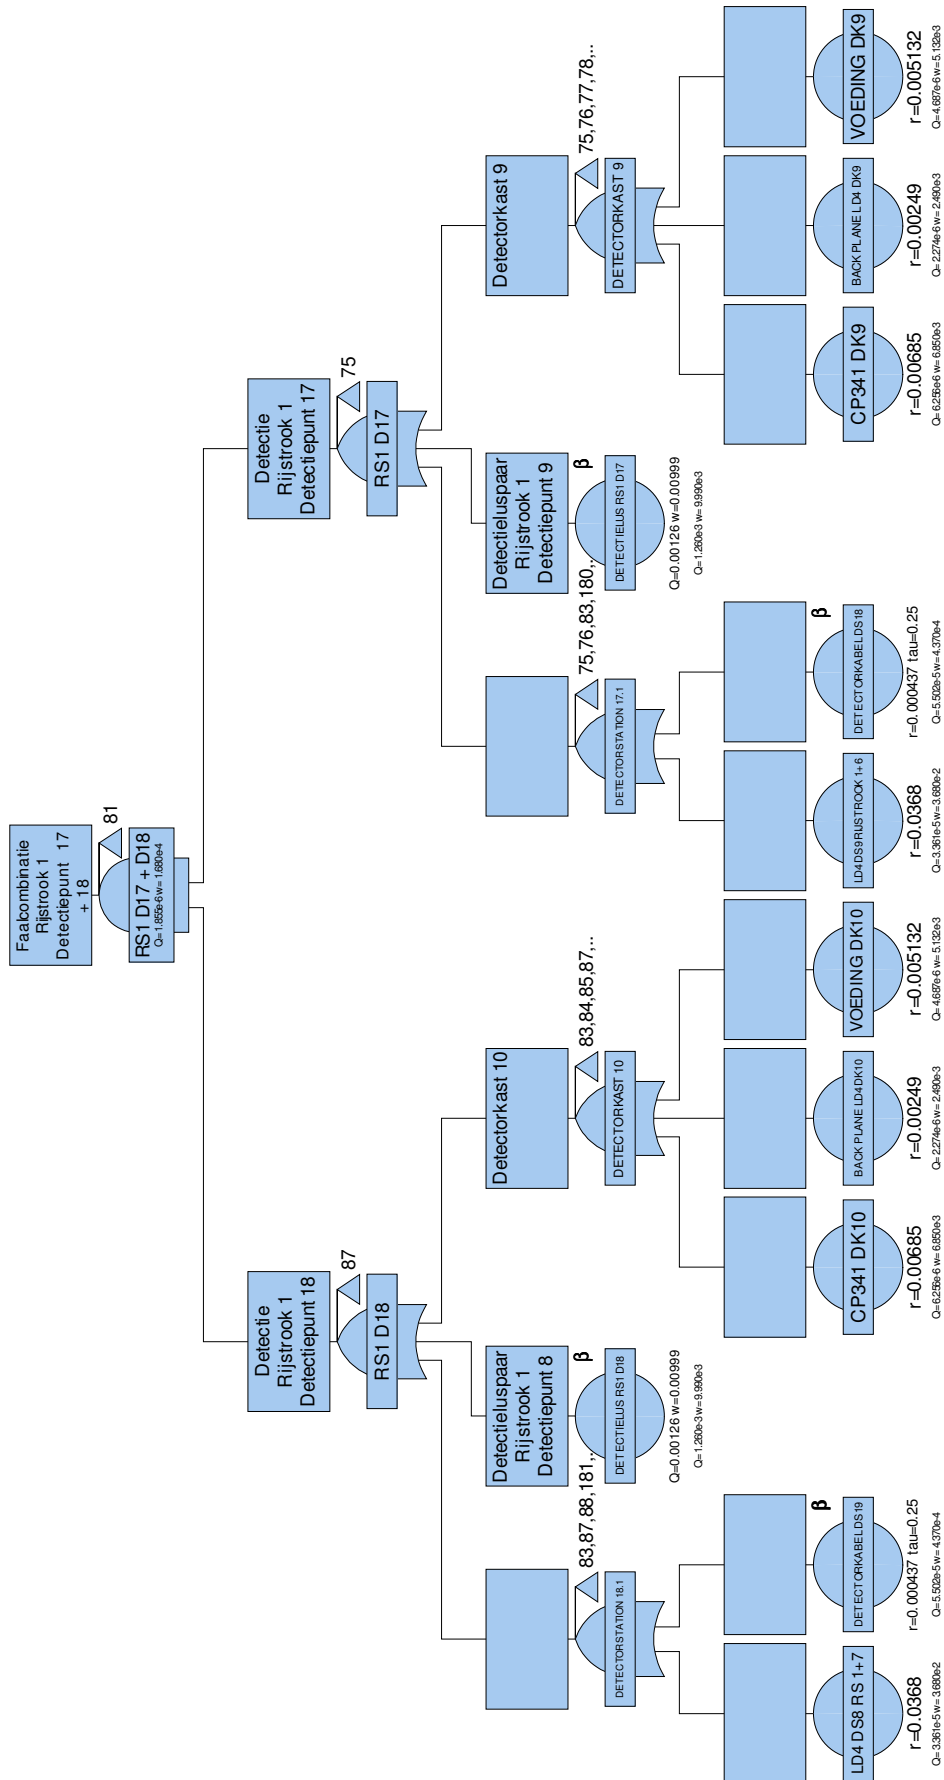 Faalcombinatie
Rijstrook 1
Detectiepunt 17
+ 18
81
RS1 D17 + D18
Q=1.855e-6 w= 1.680e-4
Detectie
Rijstrook 1
Detectiepunt 18
87
RS1 D18
Detectie
Rijstrook 1
Detectiepunt 17
75
RS1 D17
83,87,88,181,..
DETECTORSTATION 18.1
Detectieluspaar
Rijstrook 1
Detectiepunt 8
β
DETECTIELUS RS1 D18
Q=0.00126 w=0.00999
Q=1.260e-3 w= 9.990e-3
Detectorkast 10
83,84,85,87,..
DETECTORKAST 10
75,76,83,180,..
DETECTORSTATION 17.1
Detectieluspaar
Rijstrook 1
Detectiepunt 9
β
DETECTIELUS RS1 D17
Q=0.00126 w=0.00999
Q=1.260e-3 w= 9.990e-3
Detectorkast 9
75,76,77,78,..
DETECTORKAST 9
LD4 DS8 RS 1+7
r=0.0368
Q=3.361e-5 w= 3.680e-2
β
DETECTORKABEL DS19
r=0.000437 tau=0.25
Q=5.502e-5 w= 4.370e-4
CP341 DK10
r=0.00685
Q=6.256e-6 w= 6.850e-3
BACK PLANE LD4 DK10
r=0.00249
Q=2.274e-6 w= 2.490e-3
VOEDING DK10
r=0.005132
Q=4.687e-6 w= 5.132e-3
LD4 DS9 RIJSTROOK 1+6
r=0.0368
Q=3.361e-5 w= 3.680e-2
β
DETECTORKABEL DS18
r=0.000437 tau=0.25
Q=5.502e-5 w= 4.370e-4
CP341 DK9
r=0.00685
Q=6.256e-6 w= 6.850e-3
BACK PLANE LD4 DK9
r=0.00249
Q=2.274e-6 w= 2.490e-3
VOEDING DK9
r=0.005132
Q=4.687e-6 w= 5.132e-3